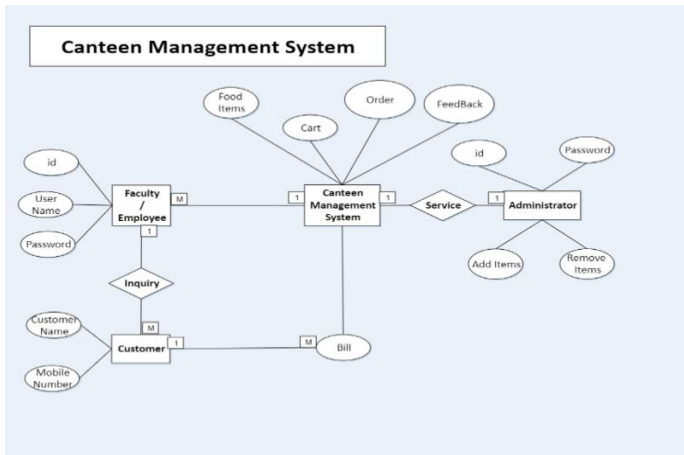 Canteen Management System
Food
Items
Cart
Order
FeedBack
id
Password
id
User
Name
Password
Faculty
/
Employee
M
1
Canteen
Management
System
1
Service
1
Administrator
Add Items
Remove
Items
1
Inquiry
M
Customer
Name
Mobile
Number
Customer
1
M
Bill